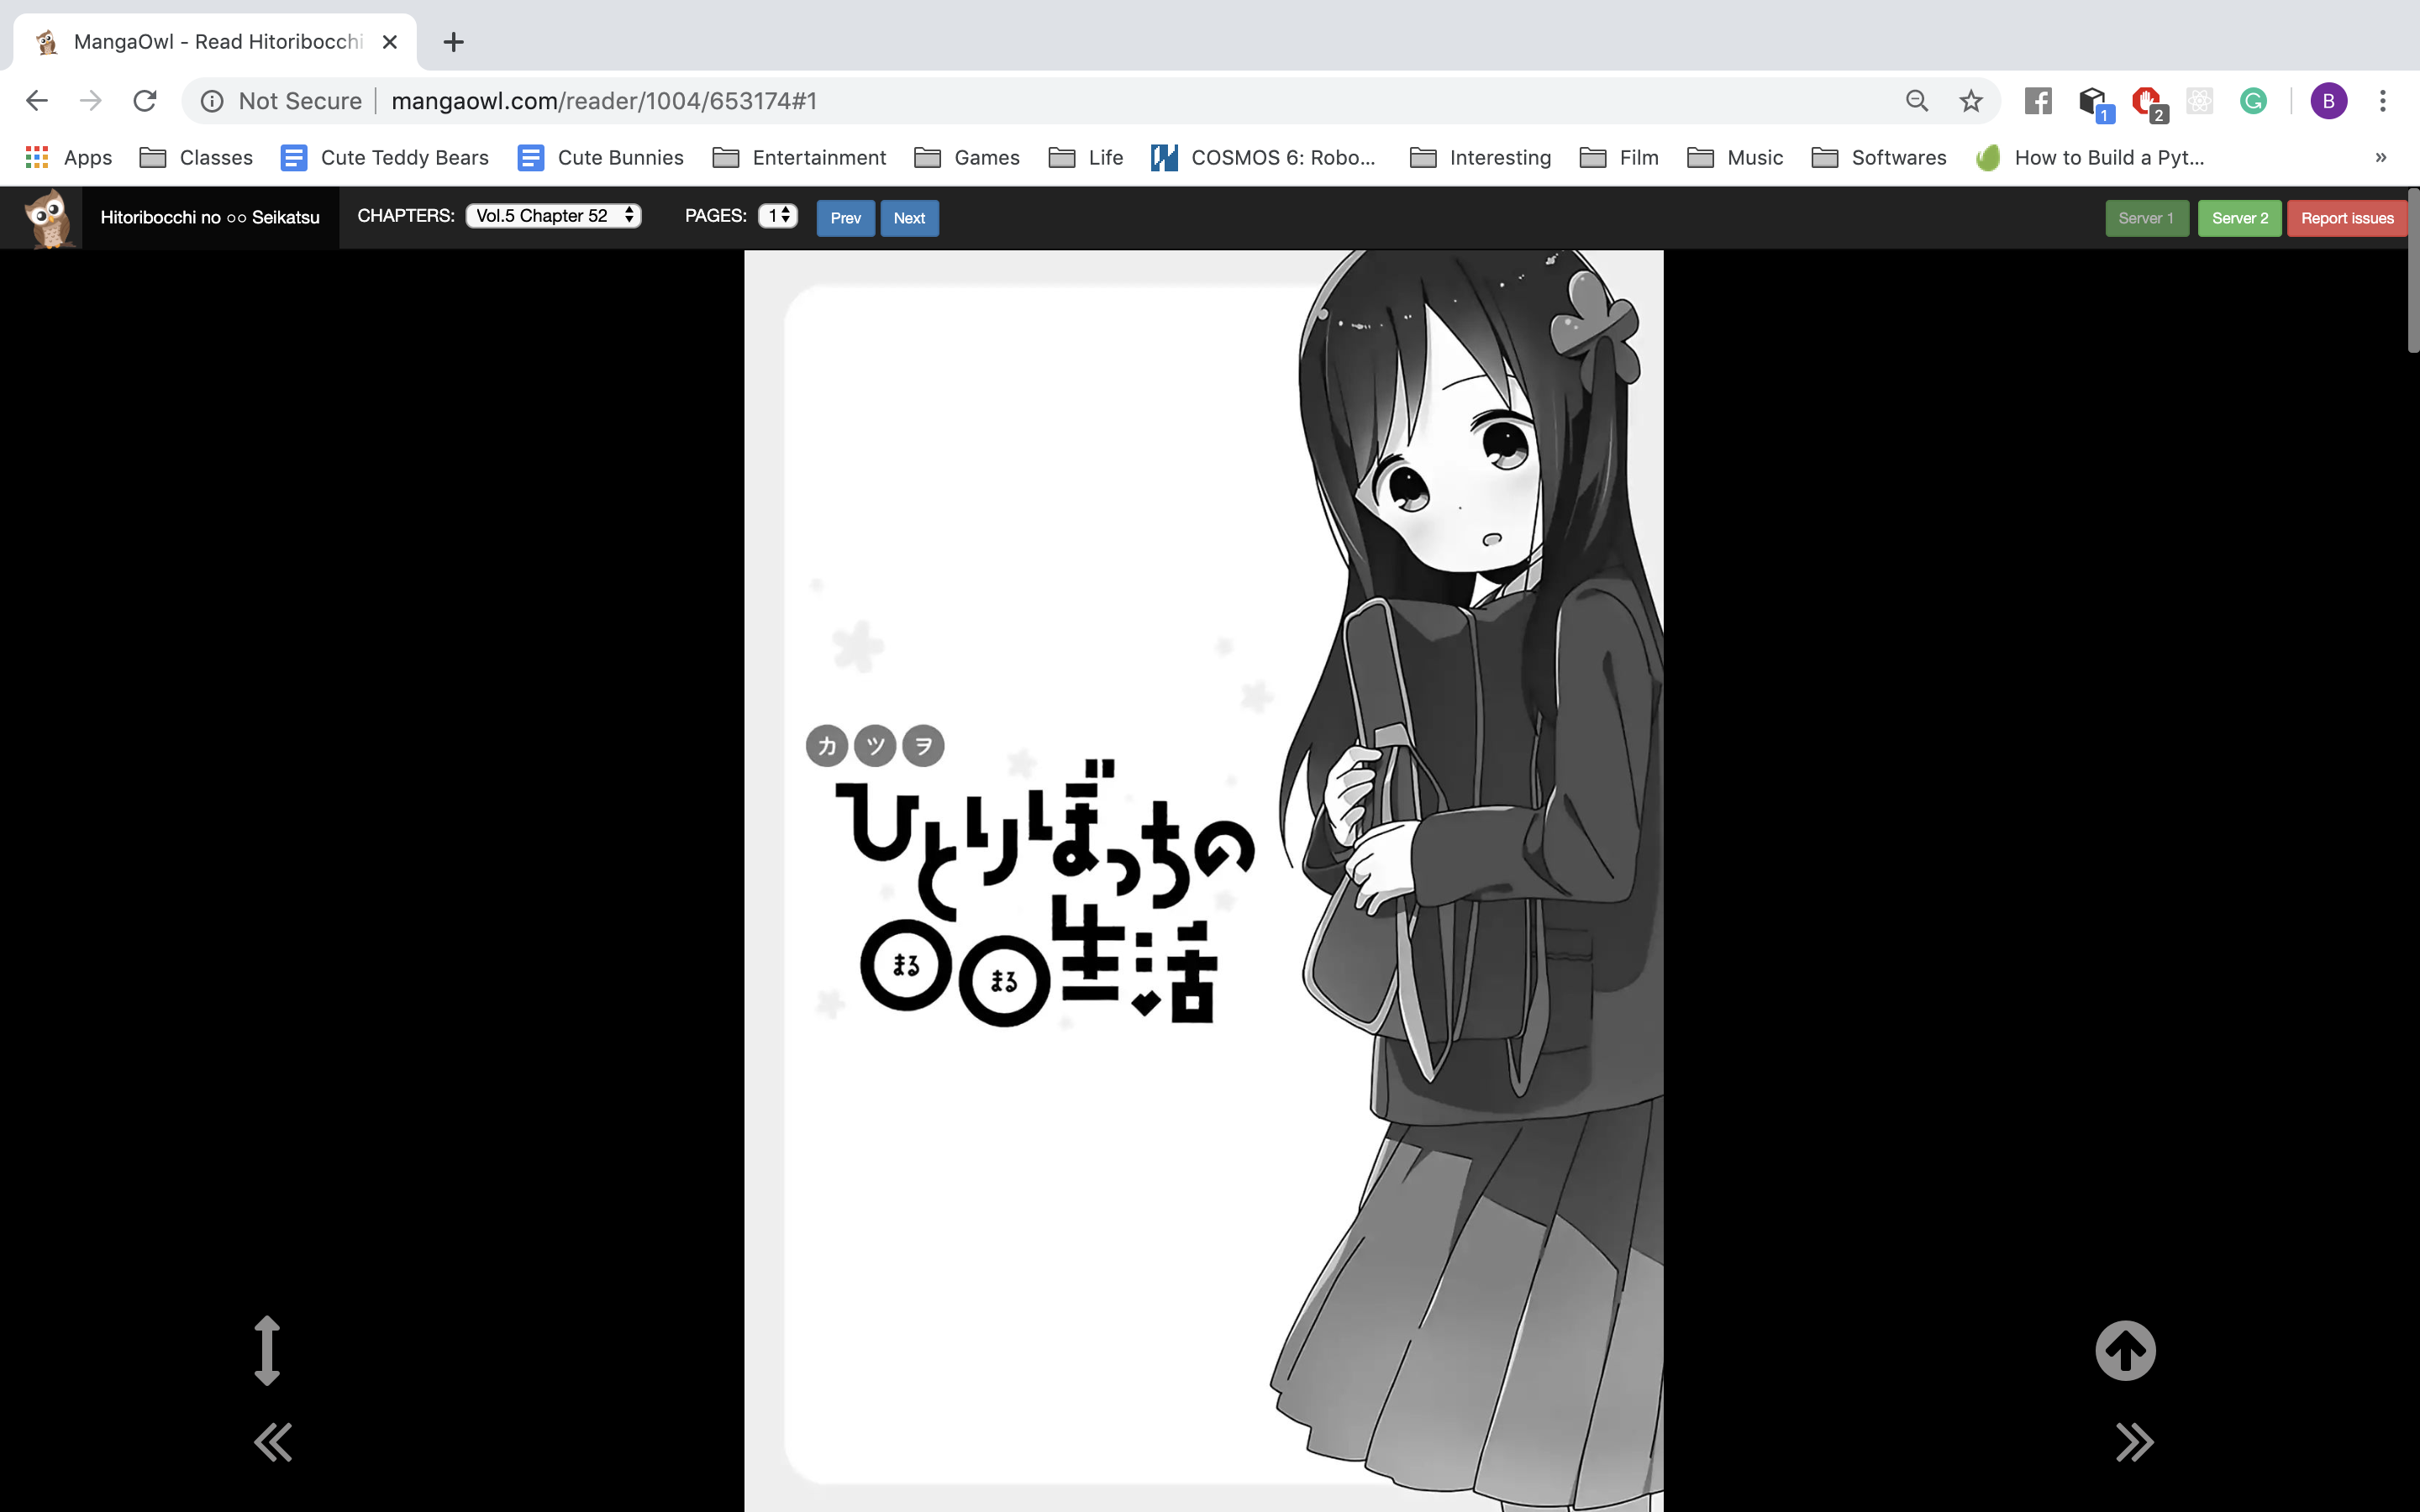 MangaOwl - Read Hitoribocchi
Not Secure mangaowl.com/reader/1004/653174#1
1
2
B
Apps Classes Cute Teddy Bears Cute Bunnies Entertainment Games Life COSMOS 6: Robo... Interesting Film Music Softwares How to Build a Pyt... »
Hitoribocchi no ○○ Seikatsu CHAPTERS: Vol.5 Chapter 52 PAGES: 1 Prev Next Server 1 Server 2 Report issues
カツヲ
ひとりぼっちの
○○生活
まる まる